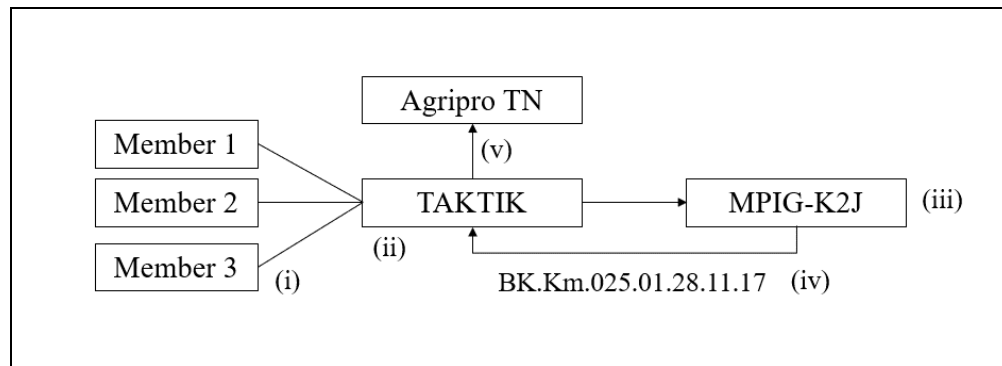 Agripro TN
(v)
Member 1
Member 2
Member 3
(i)
TAKTIK
(ii)
MPIG-K2J
(iii)
BK.Km.025.01.28.11.17
(iv)